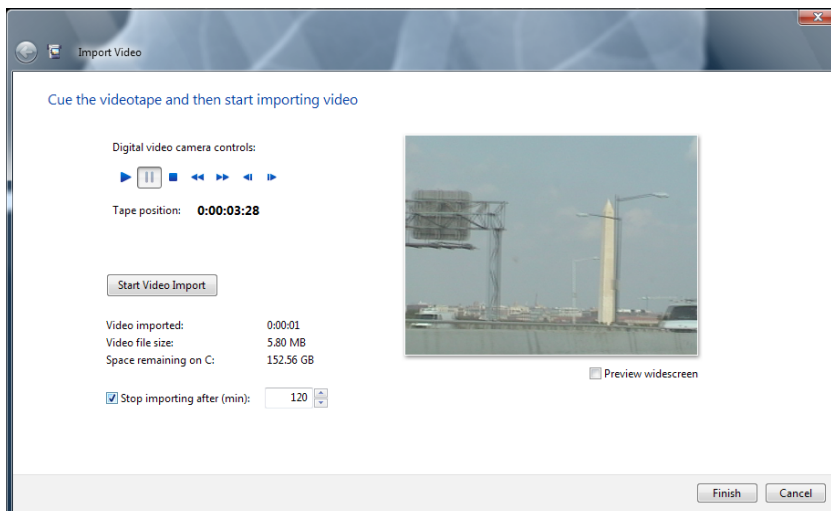 Import Video
Cue the videotape and then start importing video
Digital video camera controls:
Tape position: 0:00:03:28
Start Video Import
Video imported: 0:00:01
Video file size: 5.80 MB
Space remaining on C: 152.56 GB
Stop importing after (min): 120
Preview widescreen
Finish Cancel